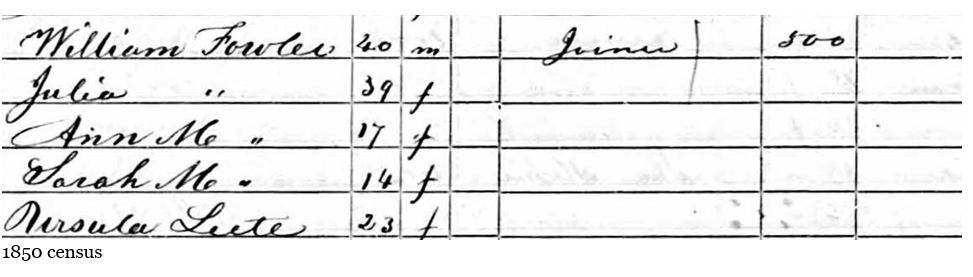 William Fowler 40 m Joiner 500
Julia " 39 f
Ann M " 17 f
Sarah M " 14 f
Ursula Leete 23 f
1850 census